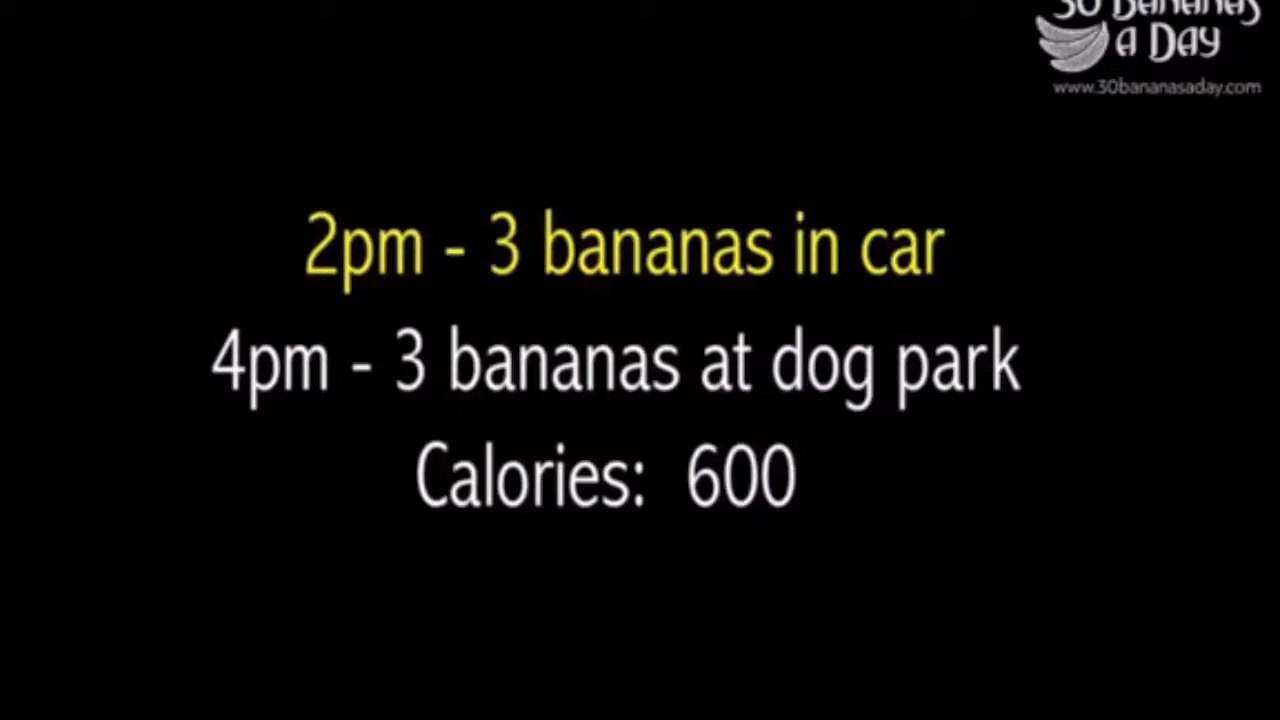 30 Bananas
a Day
www.30bananasaday.com
2pm - 3 bananas in car
4pm - 3 bananas at dog park
Calories: 600